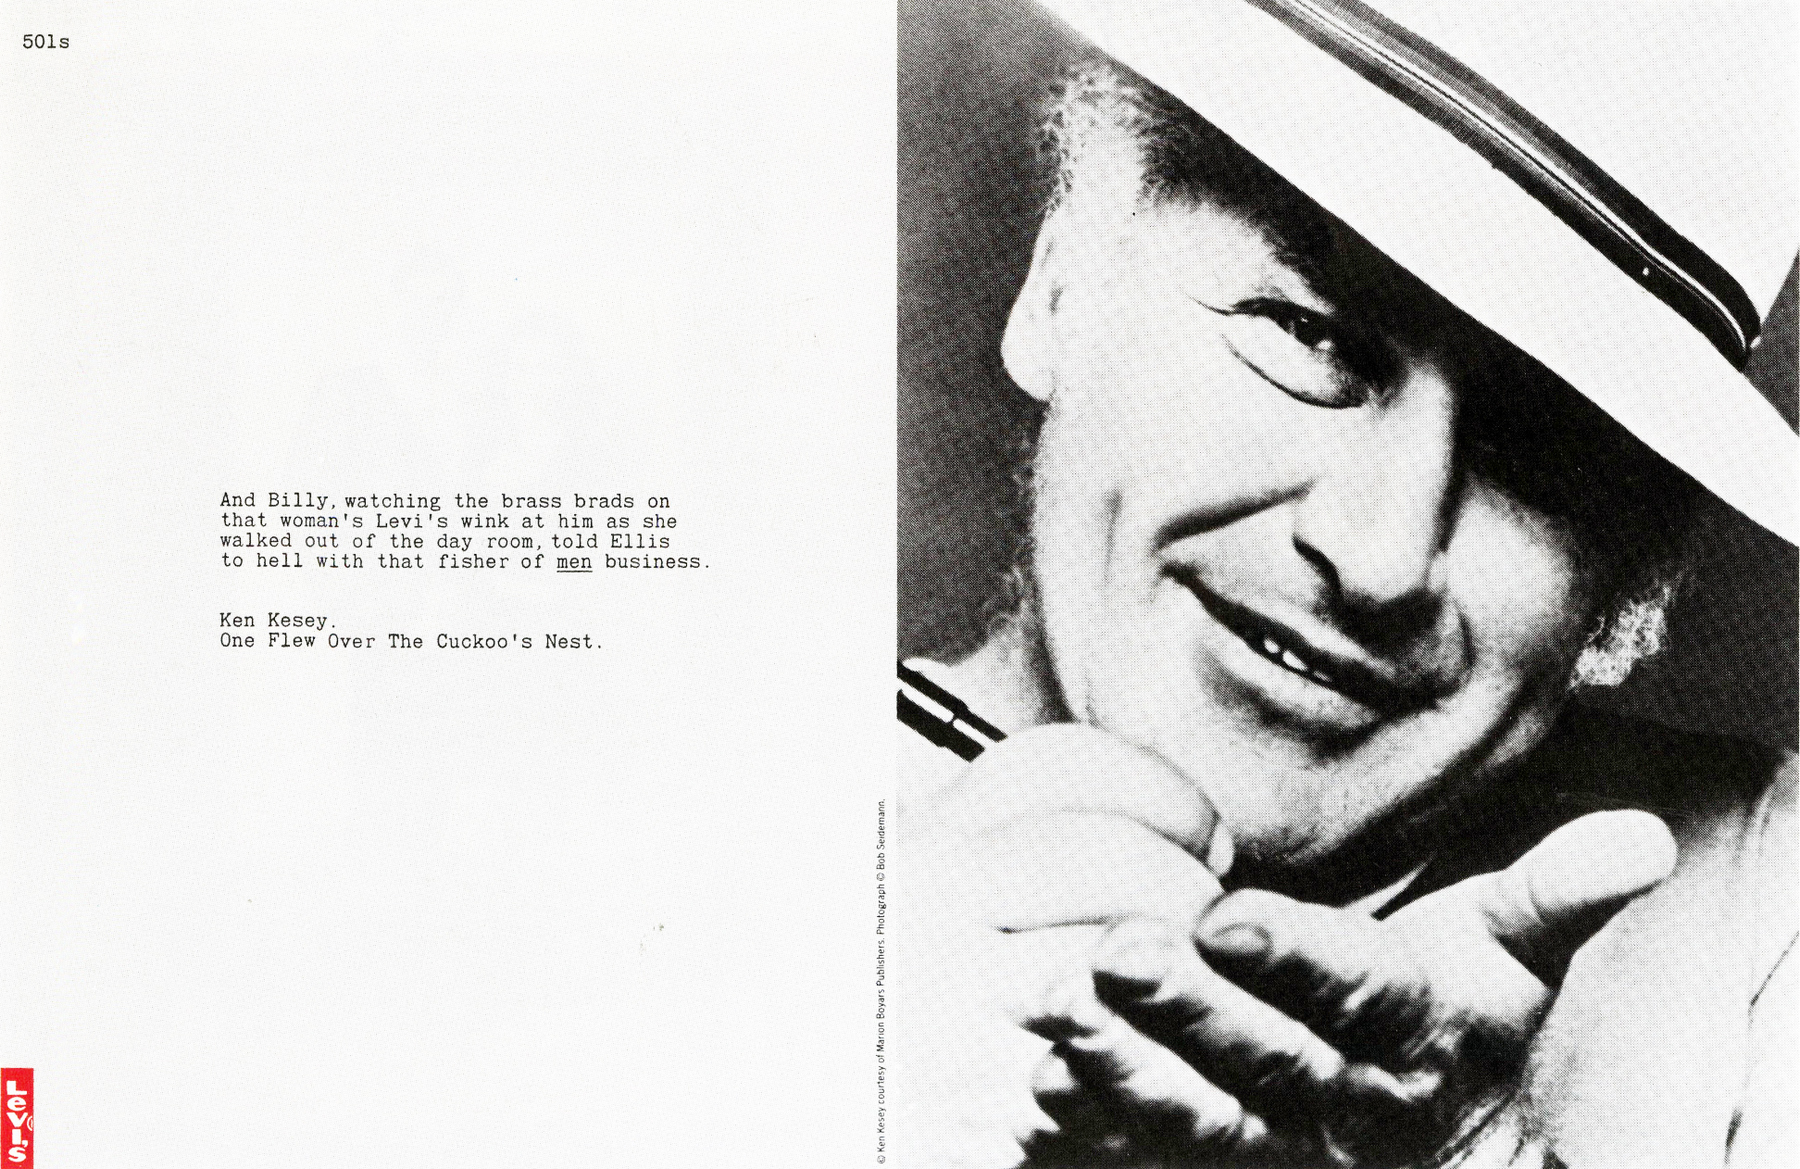 501s
And Billy, watching the brass brads on
that woman's Levi's wink at him as she
walked out of the day room, told Ellis
to hell with that fisher of men business.
Ken Kesey.
One Flew Over The Cuckoo's Nest.
© Ken Kesey courtesy of Marion Boyars Publishers. Photograph © Bob Seidemann.
Levi's